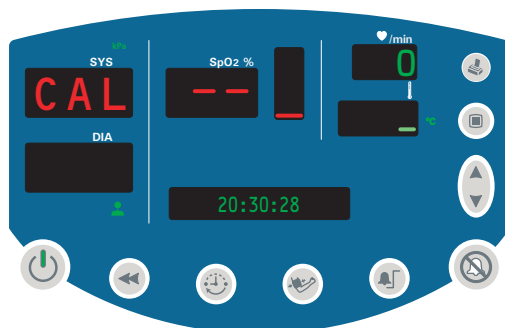 kPa
SYS
CAL
DIA
SpO2 %
--
/min
0
-
°C
20:30:28